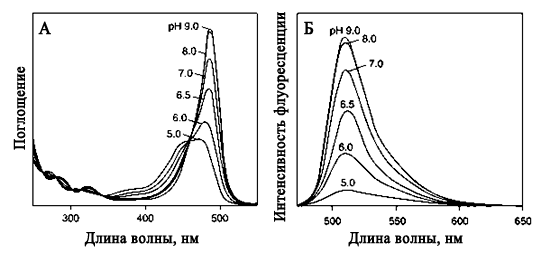 А
pH 9.0
8.0
7.0
6.5
6.0
5.0
Поглощение
300
400
500
Длина волны, нм
Б
pH 9.0
8.0
7.0
6.5
6.0
5.0
Интенсивность флуоресценции
500
550
600
650
Длина волны, нм